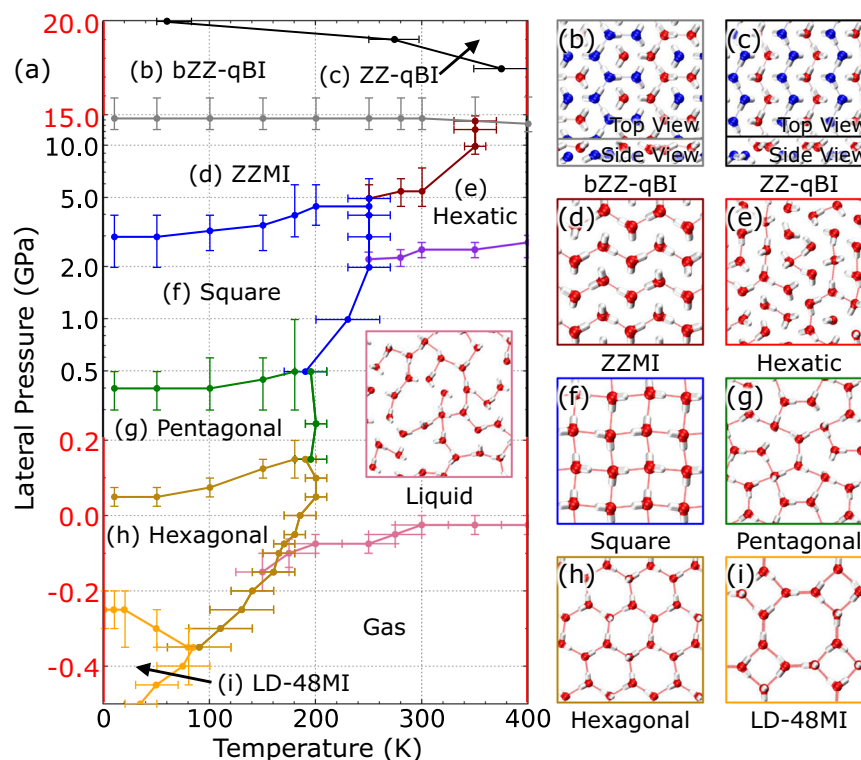 (a)
Lateral Pressure (GPa)
20.0
15.0
10.0
5.0
2.0
1.0
0.5
0.2
0.0
-0.2
-0.4
(b) bZZ-qBI
(c) ZZ-qBI
(d) ZZMI
(e)
Hexatic
(f) Square
(g) Pentagonal
Liquid
(h) Hexagonal
Gas
(i) LD-48MI
0
100
200
300
400
Temperature (K)
(b)
Top View
Side View
bZZ-qBI
(c)
Top View
Side View
ZZ-qBI
(d)
ZZMI
(e)
Hexatic
(f)
Square
(g)
Pentagonal
(h)
Hexagonal
(i)
LD-48MI